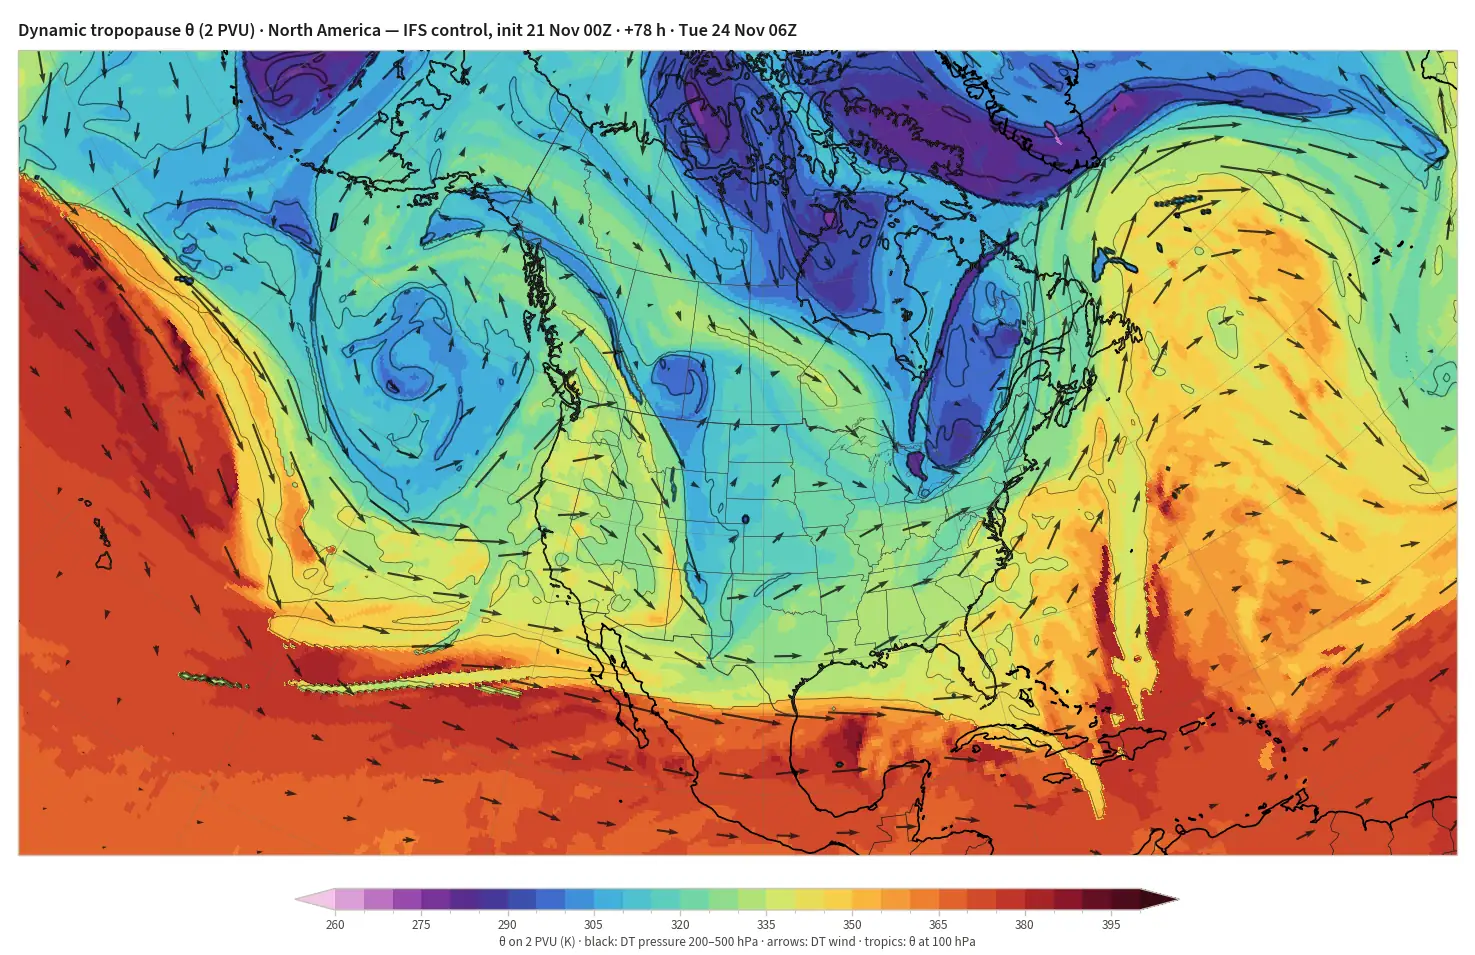 Dynamic tropopause θ (2 PVU) · North America — IFS control, init 21 Nov 00Z · +78 h · Tue 24 Nov 06Z
260 275 290 305 320 335 350 365 380 395
θ on 2 PVU (K) · black: DT pressure 200–500 hPa · arrows: DT wind · tropics: θ at 100 hPa